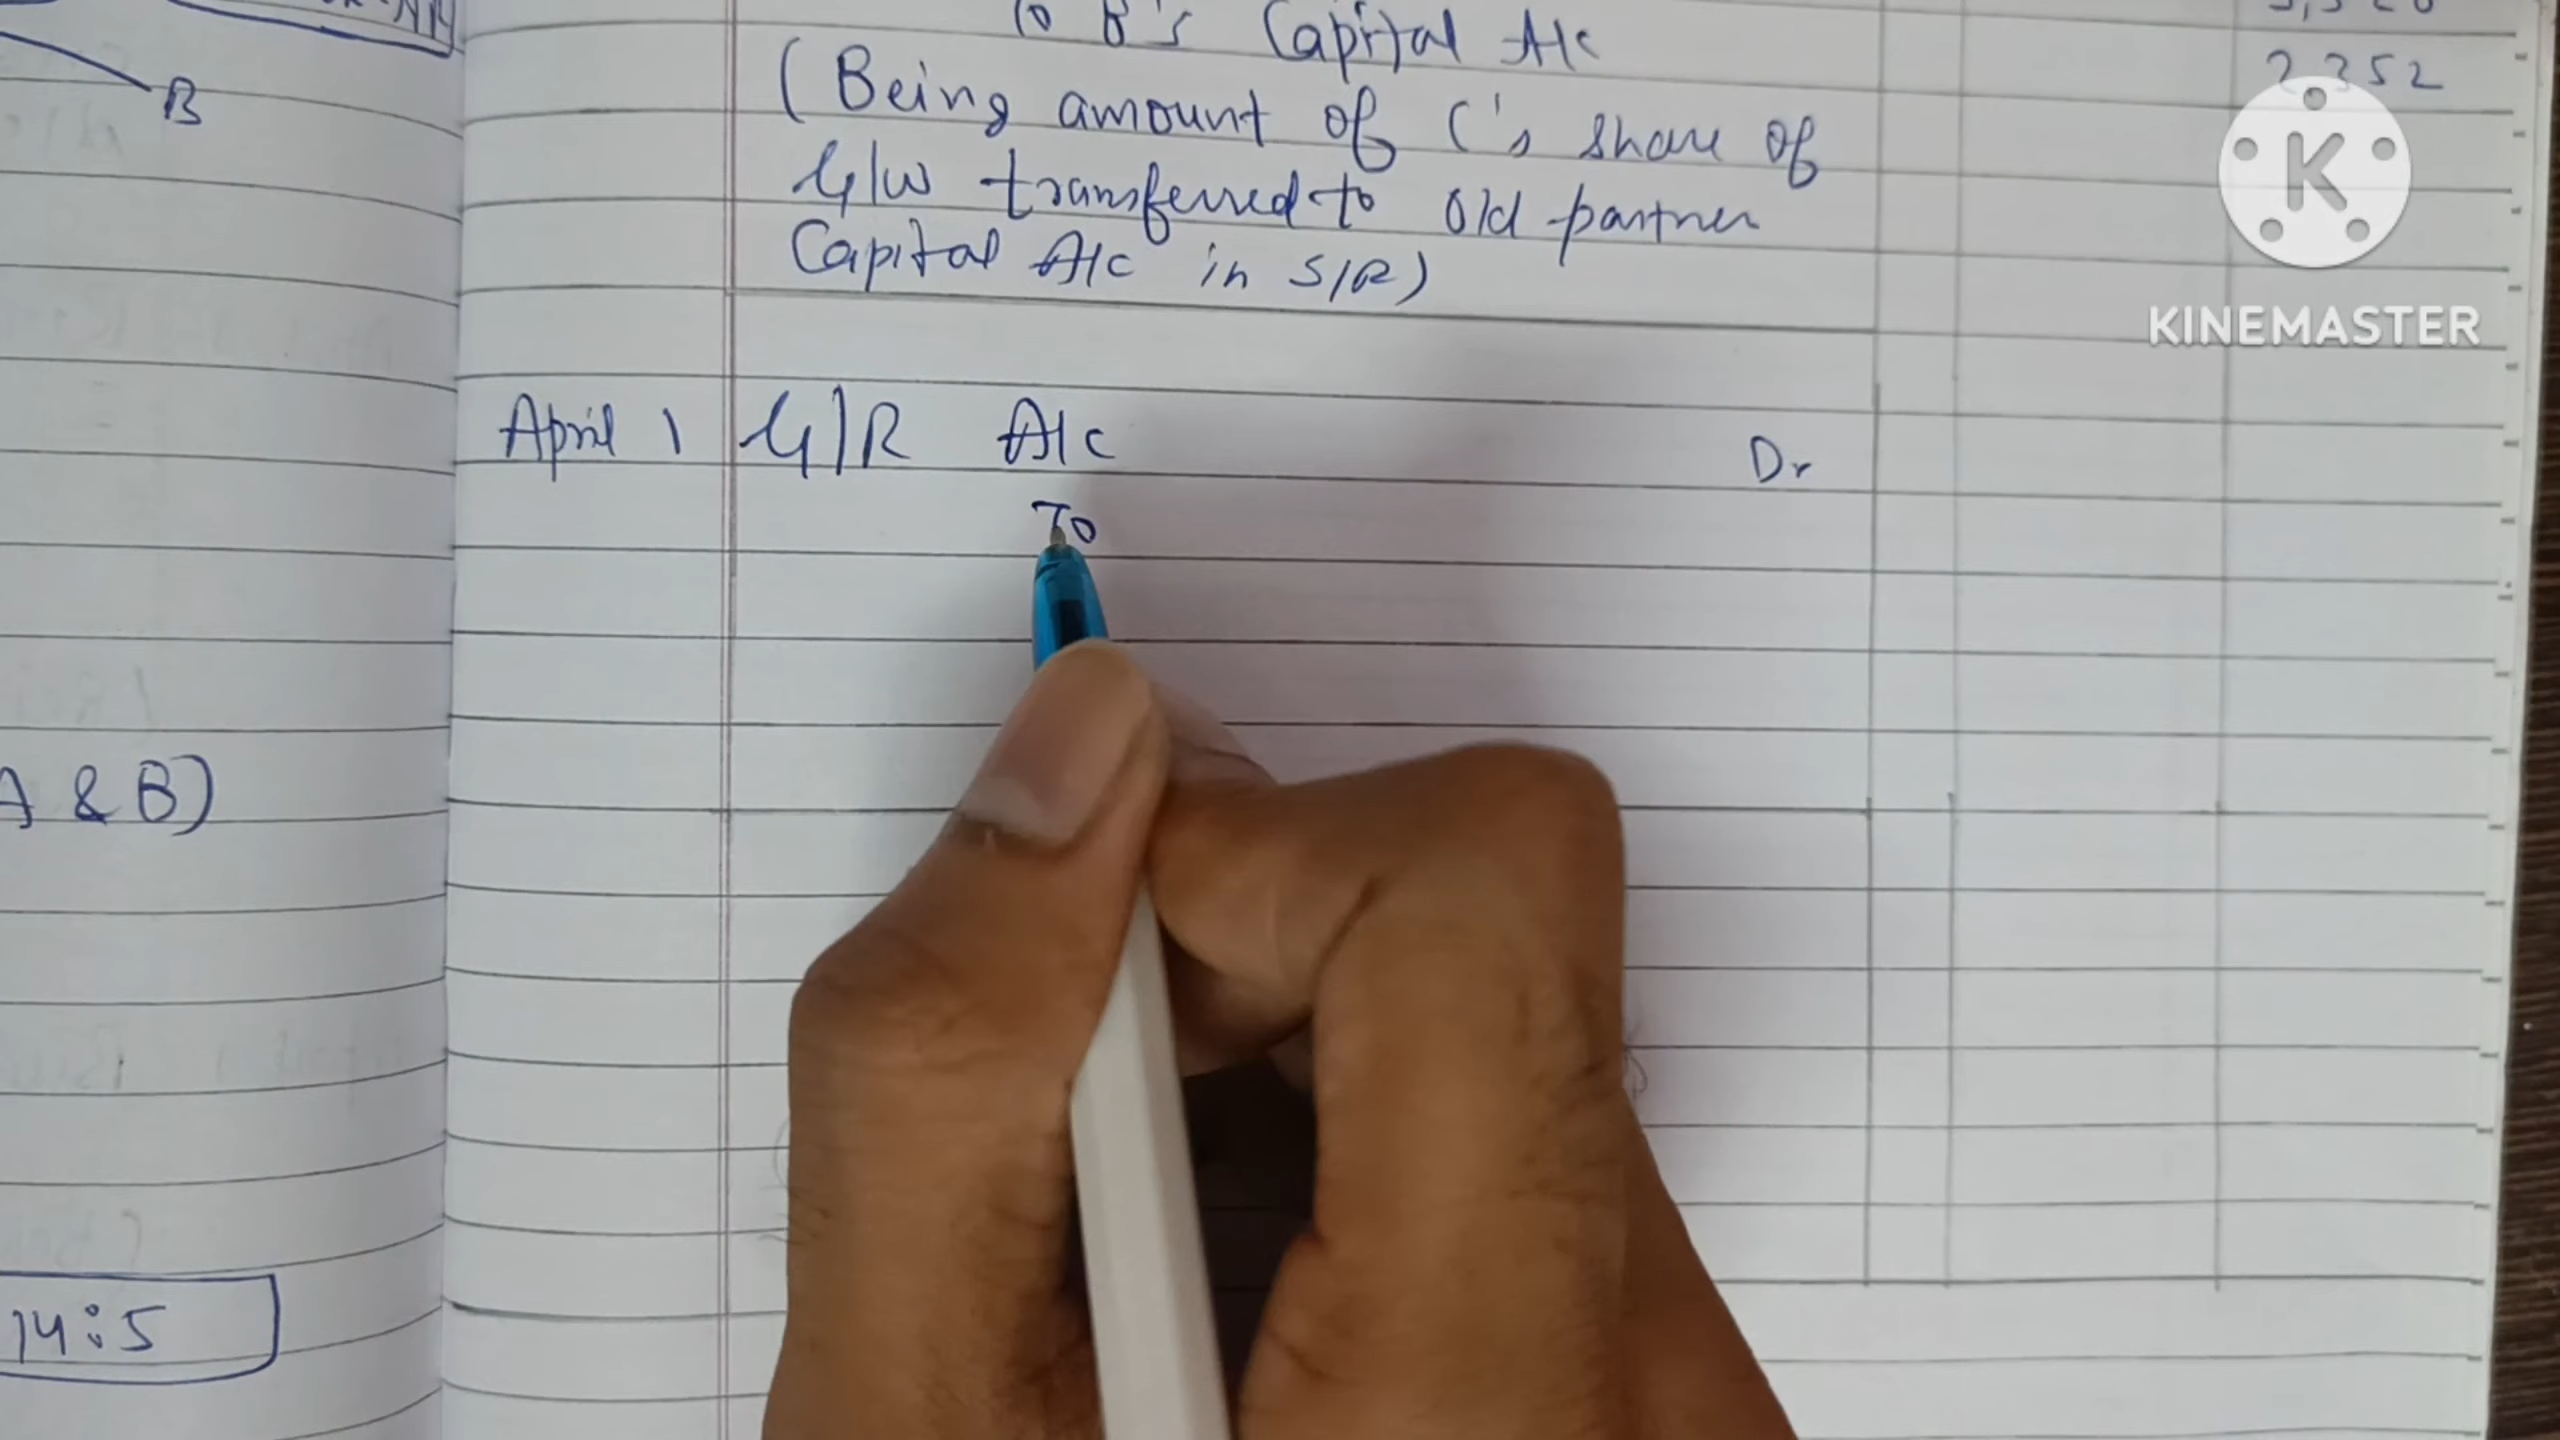 B
A & B)
14:5
To B's Capital A/c
2,352
(Being amount of C's share of
G/W transferred to old partner
Capital A/c in S/R)
April 1 G/R A/c Dr
To
KINEMASTER